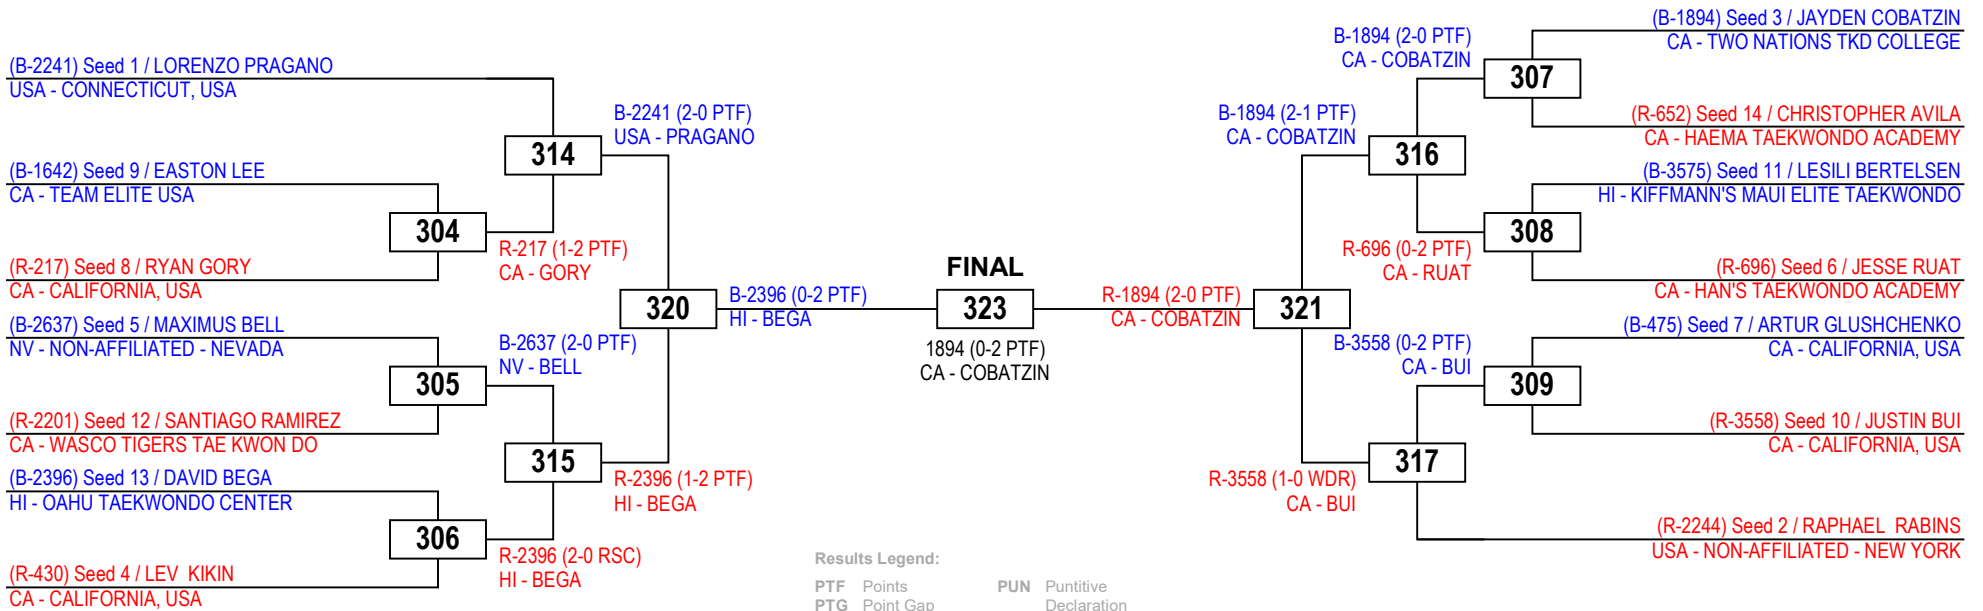 (B-2241) Seed 1 / LORENZO PRAGANO
USA - CONNECTICUT, USA
(B-1642) Seed 9 / EASTON LEE
CA - TEAM ELITE USA
(R-217) Seed 8 / RYAN GORY
CA - CALIFORNIA, USA
(B-2637) Seed 5 / MAXIMUS BELL
NV - NON-AFFILIATED - NEVADA
(R-2201) Seed 12 / SANTIAGO RAMIREZ
CA - WASCO TIGERS TAE KWON DO
(B-2396) Seed 13 / DAVID BEGA
HI - OAHU TAEKWONDO CENTER
(R-430) Seed 4 / LEV  KIKIN
CA - CALIFORNIA, USA
304
305
306
R-217 (1-2 PTF)
CA - GORY
B-2637 (2-0 PTF)
NV - BELL
R-2396 (2-0 RSC)
HI - BEGA
314
315
B-2241 (2-0 PTF)
USA - PRAGANO
R-2396 (1-2 PTF)
HI - BEGA
320
B-2396 (0-2 PTF)
HI - BEGA
FINAL
323
1894 (0-2 PTF)
CA - COBATZIN
R-1894 (2-0 PTF)
CA - COBATZIN
321
B-1894 (2-1 PTF)
CA - COBATZIN
R-3558 (1-0 WDR)
CA - BUI
316
317
B-1894 (2-0 PTF)
CA - COBATZIN
R-696 (0-2 PTF)
CA - RUAT
B-3558 (0-2 PTF)
CA - BUI
307
308
309
(B-1894) Seed 3 / JAYDEN COBATZIN
CA - TWO NATIONS TKD COLLEGE
(R-652) Seed 14 / CHRISTOPHER AVILA
CA - HAEMA TAEKWONDO ACADEMY
(B-3575) Seed 11 / LESILI BERTELSEN
HI - KIFFMANN'S MAUI ELITE TAEKWONDO
(R-696) Seed 6 / JESSE RUAT
CA - HAN'S TAEKWONDO ACADEMY
(B-475) Seed 7 / ARTUR GLUSHCHENKO
CA - CALIFORNIA, USA
(R-3558) Seed 10 / JUSTIN BUI
CA - CALIFORNIA, USA
(R-2244) Seed 2 / RAPHAEL  RABINS
USA - NON-AFFILIATED - NEW YORK
Results Legend:
PTF Points PUN Puntitive
PTG Point Gap Declaration